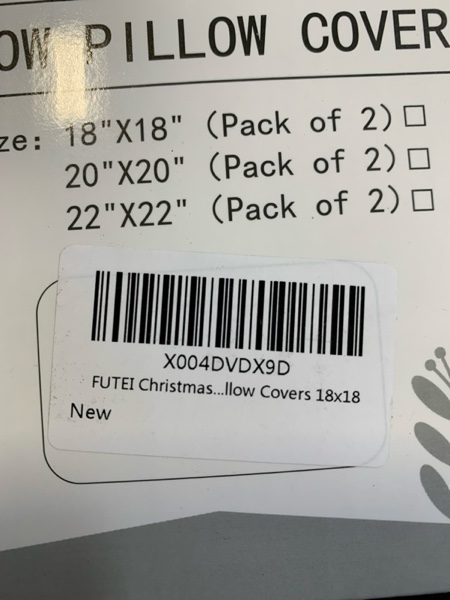 OW PILLOW COVER
ze: 18"X18" (Pack of 2)□
20"X20" (Pack of 2)□
22"X22" (Pack of 2)□
X004DVDX9D
FUTEI Christmas...llow Covers 18x18
New